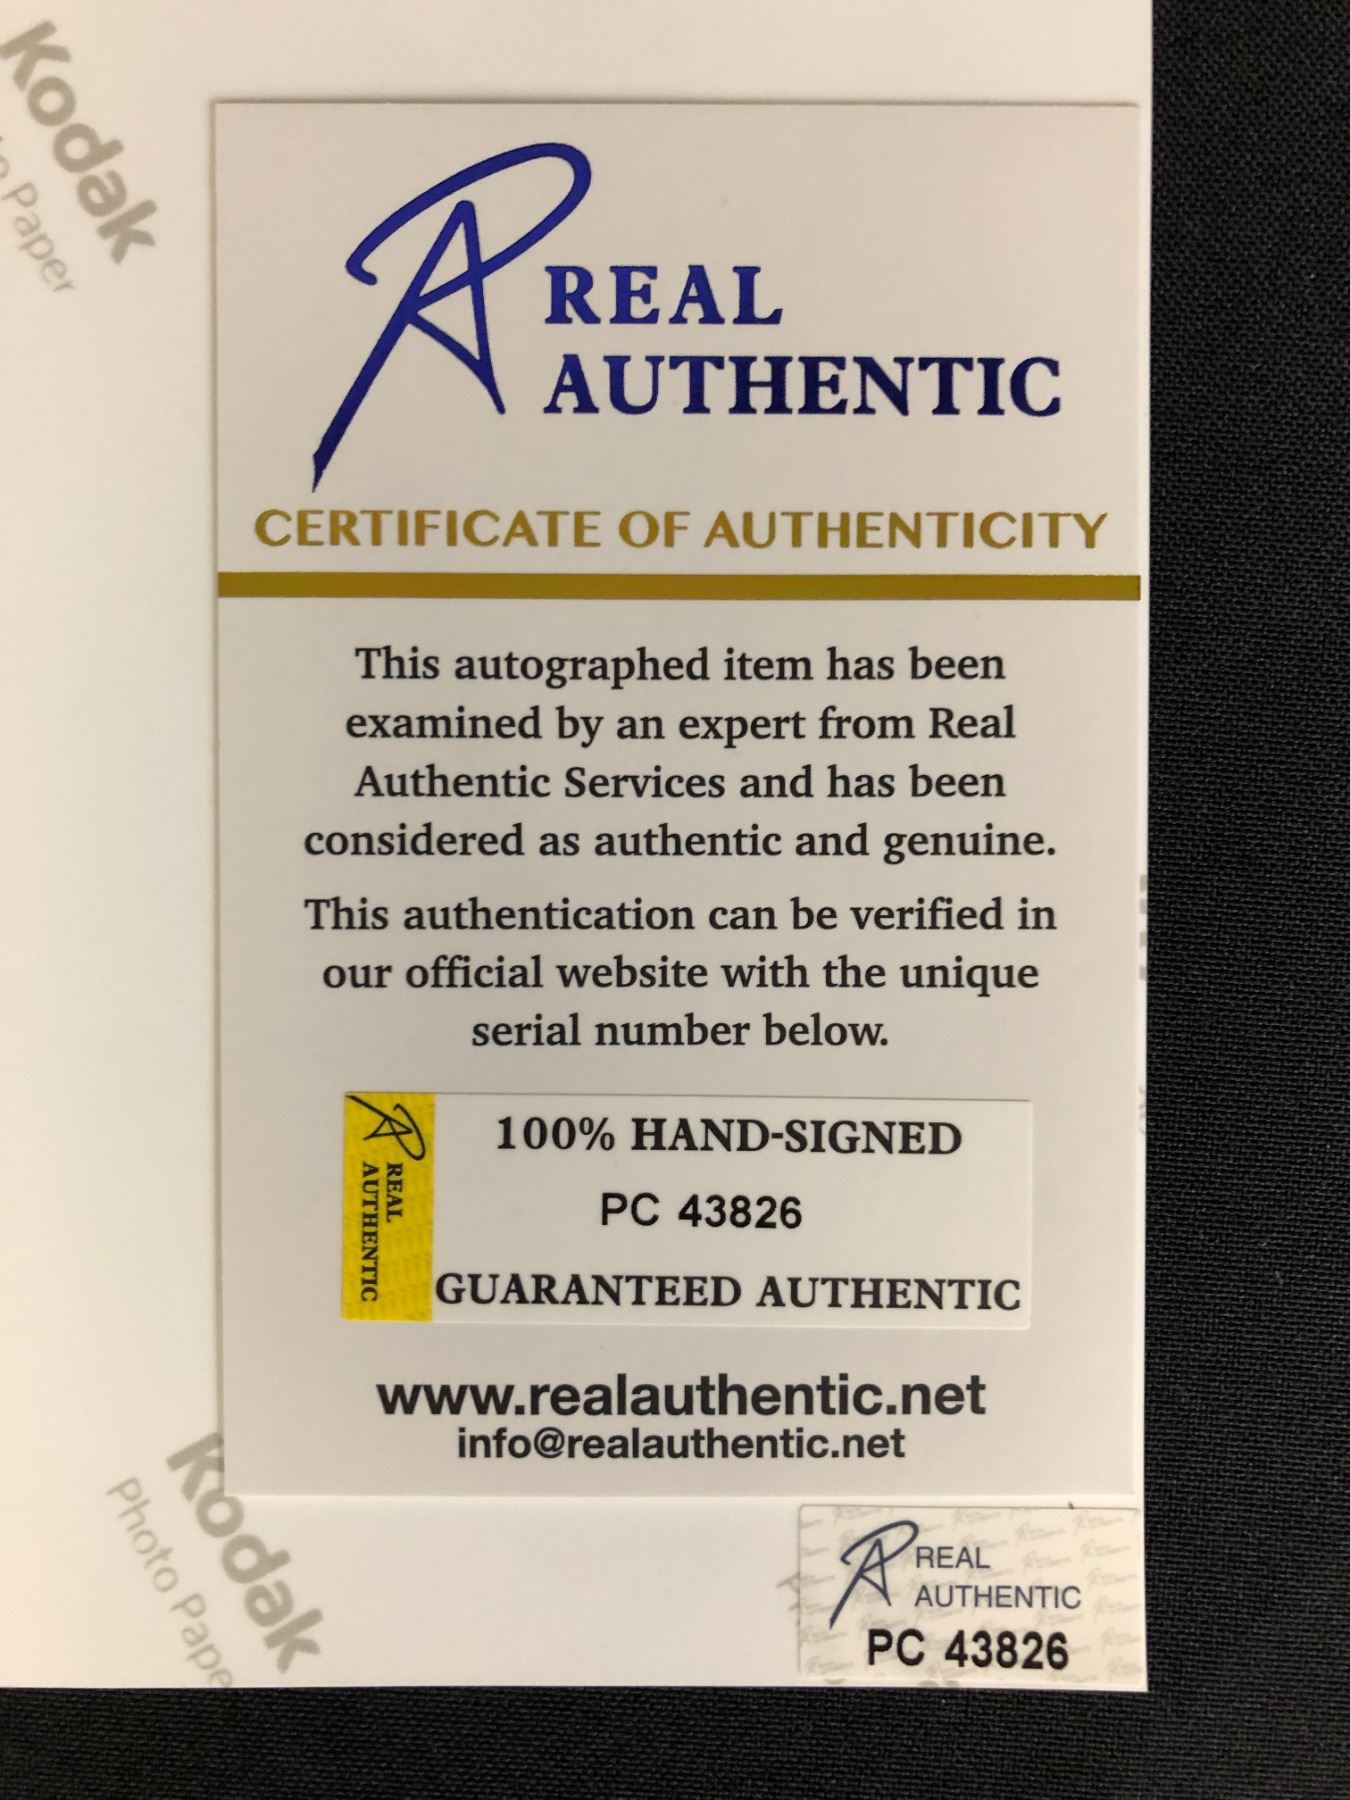 Kodak
Paper
REAL
AUTHENTIC
CERTIFICATE OF AUTHENTICITY
This autographed item has been
examined by an expert from Real
Authentic Services and has been
considered as authentic and genuine.
This authentication can be verified in
our official website with the unique
serial number below.
REAL
AUTHENTIC
100% HAND-SIGNED
PC 43826
GUARANTEED AUTHENTIC
www.realauthentic.net
info@realauthentic.net
Kodak
Photo Pape
REAL
AUTHENTIC
PC 43826